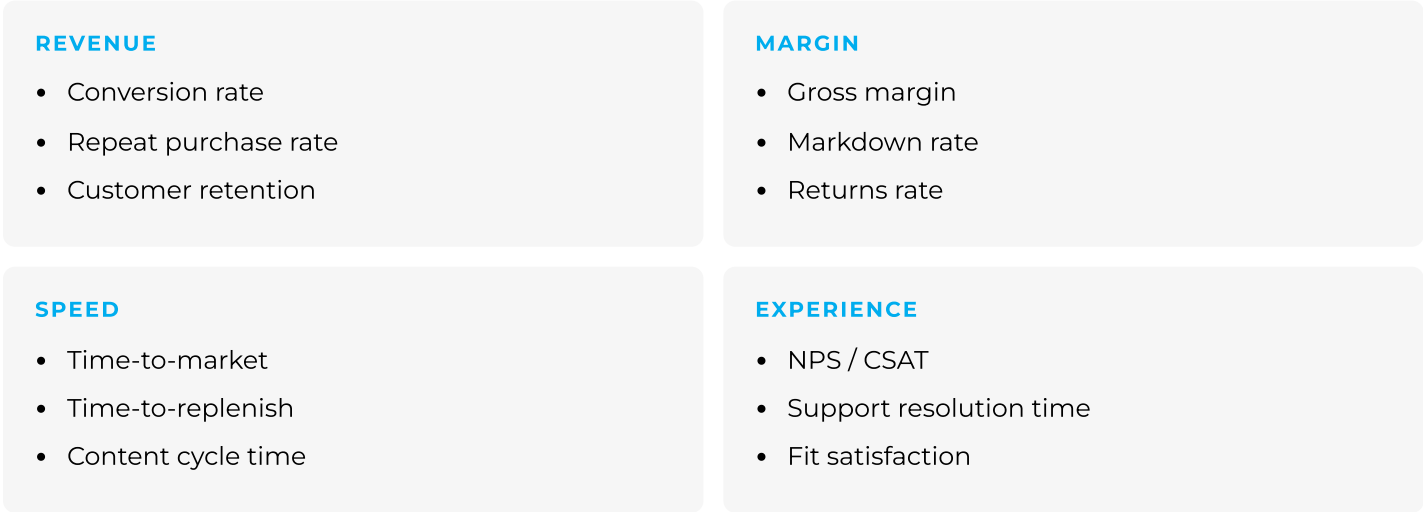 REVENUE
• Conversion rate
• Repeat purchase rate
• Customer retention
MARGIN
• Gross margin
• Markdown rate
• Returns rate
SPEED
• Time-to-market
• Time-to-replenish
• Content cycle time
EXPERIENCE
• NPS / CSAT
• Support resolution time
• Fit satisfaction